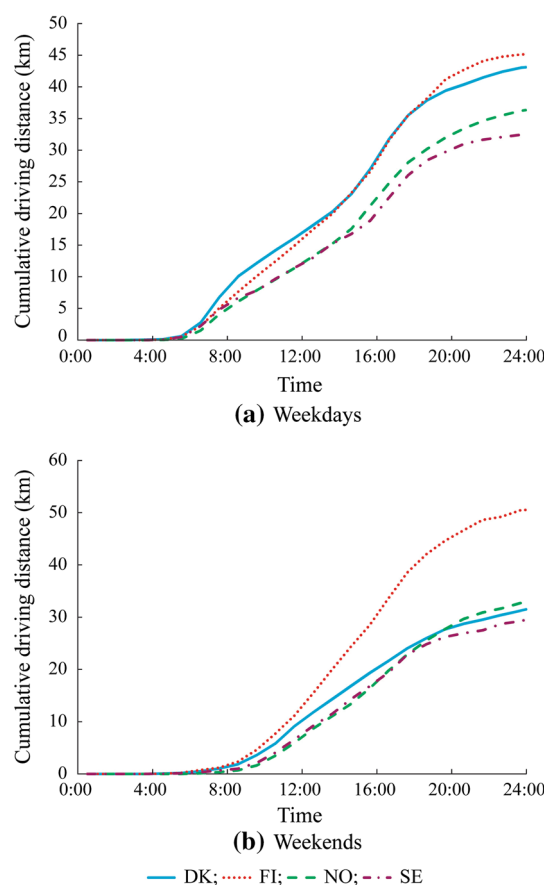 50
45
40
35
30
25
20
15
10
5
0
Cumulative driving distance (km)
0:00 4:00 8:00 12:00 16:00 20:00 24:00
Time
(a) Weekdays
60
50
40
30
20
10
0
Cumulative driving distance (km)
0:00 4:00 8:00 12:00 16:00 20:00 24:00
Time
(b) Weekends
DK; FI; NO; SE